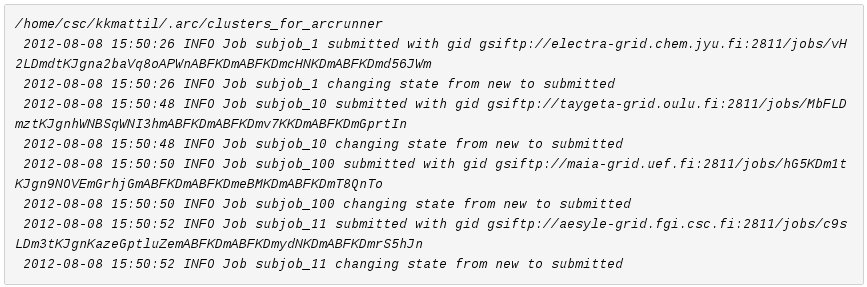 /home/csc/kkmattil/.arc/clusters_for_arcrunner
2012-08-08 15:50:26 INFO Job subjob_1 submitted with gid gsiftp://electra-grid.chem.jyu.fi:2811/jobs/vH
2LDmdtKJgna2baVq8oAPWnABFKDmABFKDmcHNKDmABFKDmd56JWm
2012-08-08 15:50:26 INFO Job subjob_1 changing state from new to submitted
2012-08-08 15:50:48 INFO Job subjob_10 submitted with gid gsiftp://taygeta-grid.oulu.fi:2811/jobs/MbFLD
mztKJgnhWNBSqWNI3hmABFKDmABFKDmv7KKDmABFKDmGprtIn
2012-08-08 15:50:48 INFO Job subjob_10 changing state from new to submitted
2012-08-08 15:50:50 INFO Job subjob_100 submitted with gid gsiftp://maia-grid.uef.fi:2811/jobs/hG5KDm1t
KJgn9N0VEmGrhjGmABFKDmABFKDmeBMKDmABFKDmT8QnTo
2012-08-08 15:50:50 INFO Job subjob_100 changing state from new to submitted
2012-08-08 15:50:52 INFO Job subjob_11 submitted with gid gsiftp://aesyle-grid.fgi.csc.fi:2811/jobs/c9s
LDm3tKJgnKazeGptluZemABFKDmABFKDmydNKDmABFKDmrS5hJn
2012-08-08 15:50:52 INFO Job subjob_11 changing state from new to submitted